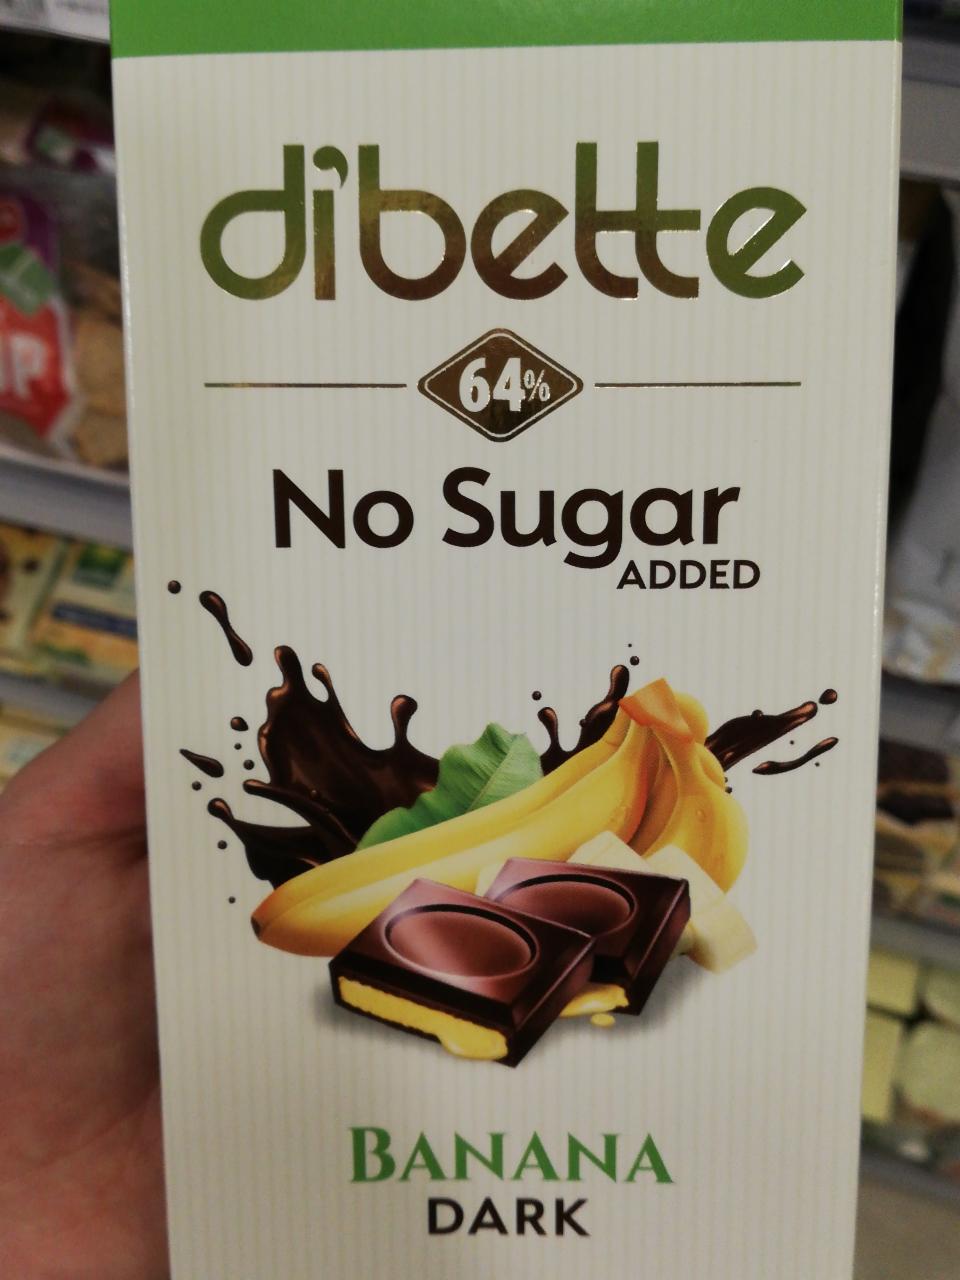 di'bette
64%
No Sugar
ADDED
BANANA
DARK